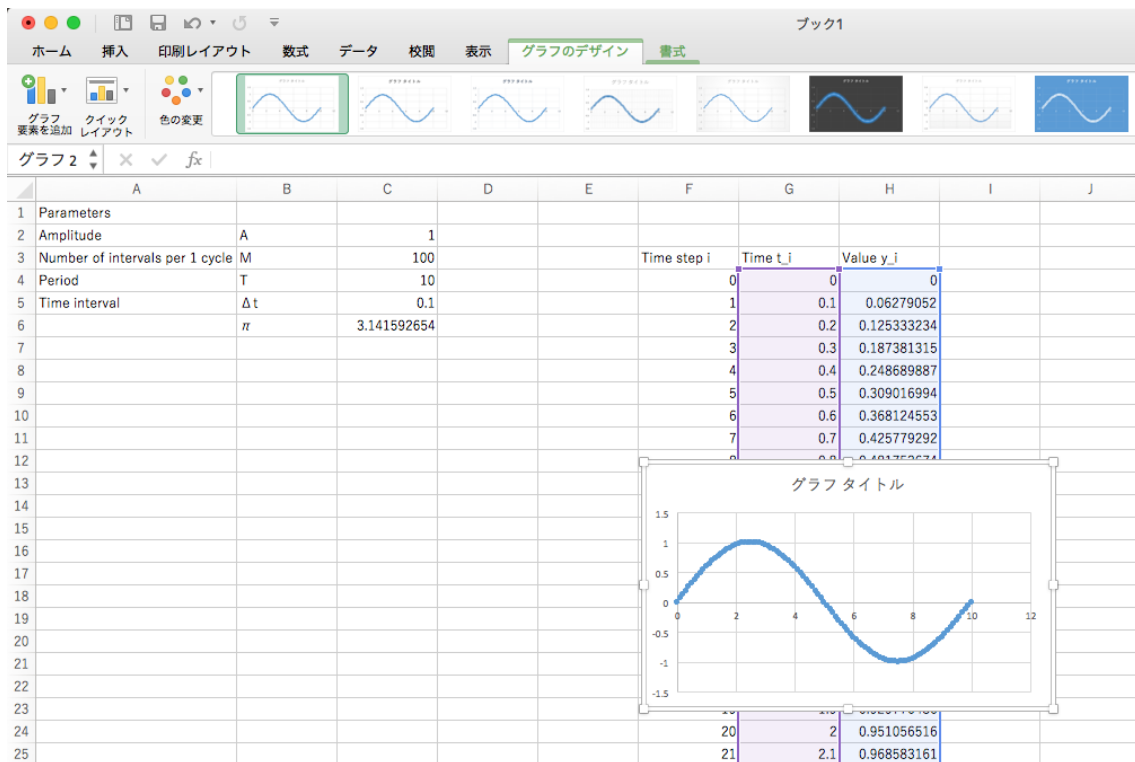 ブック1
ホーム 挿入 印刷レイアウト 数式 データ 校閲 表示 グラフのデザイン 書式
グラフ要素を追加 クイックレイアウト 色の変更
グラフ 2 fx
A B C D E F G H I J
1 Parameters
2 Amplitude A 1
3 Number of intervals per 1 cycle M 100 Time step i Time t_i Value y_i
4 Period T 10 0 0 0
5 Time interval Δt 0.1 1 0.1 0.06279052
6 π 3.141592654 2 0.2 0.125333234
7 3 0.3 0.187381315
8 4 0.4 0.248689887
9 5 0.5 0.309016994
10 6 0.6 0.368124553
11 7 0.7 0.425779292
12
13
14
15
16
17
18
19
20
21
22
23
24 20 2 0.951056516
25 21 2.1 0.968583161
グラフ タイトル
1.5
1
0.5
0
-0.5
-1
-1.5
0 2 4 6 8 10 12